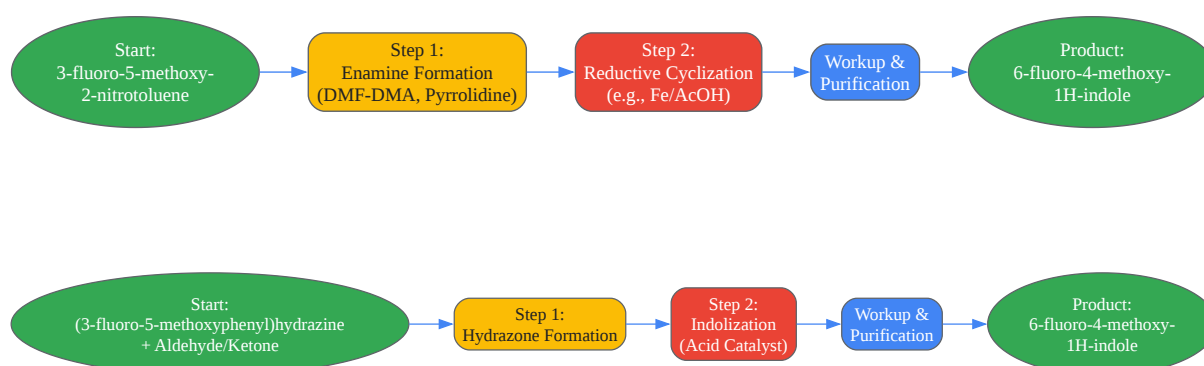 Start:
3-fluoro-5-methoxy-
2-nitrotoluene
Step 1:
Enamine Formation
(DMF-DMA, Pyrrolidine)
Step 2:
Reductive Cyclization
(e.g., Fe/AcOH)
Workup &
Purification
Product:
6-fluoro-4-methoxy-
1H-indole
Start:
(3-fluoro-5-methoxyphenyl)hydrazine
+ Aldehyde/Ketone
Step 1:
Hydrazone Formation
Step 2:
Indolization
(Acid Catalyst)
Workup &
Purification
Product:
6-fluoro-4-methoxy-
1H-indole